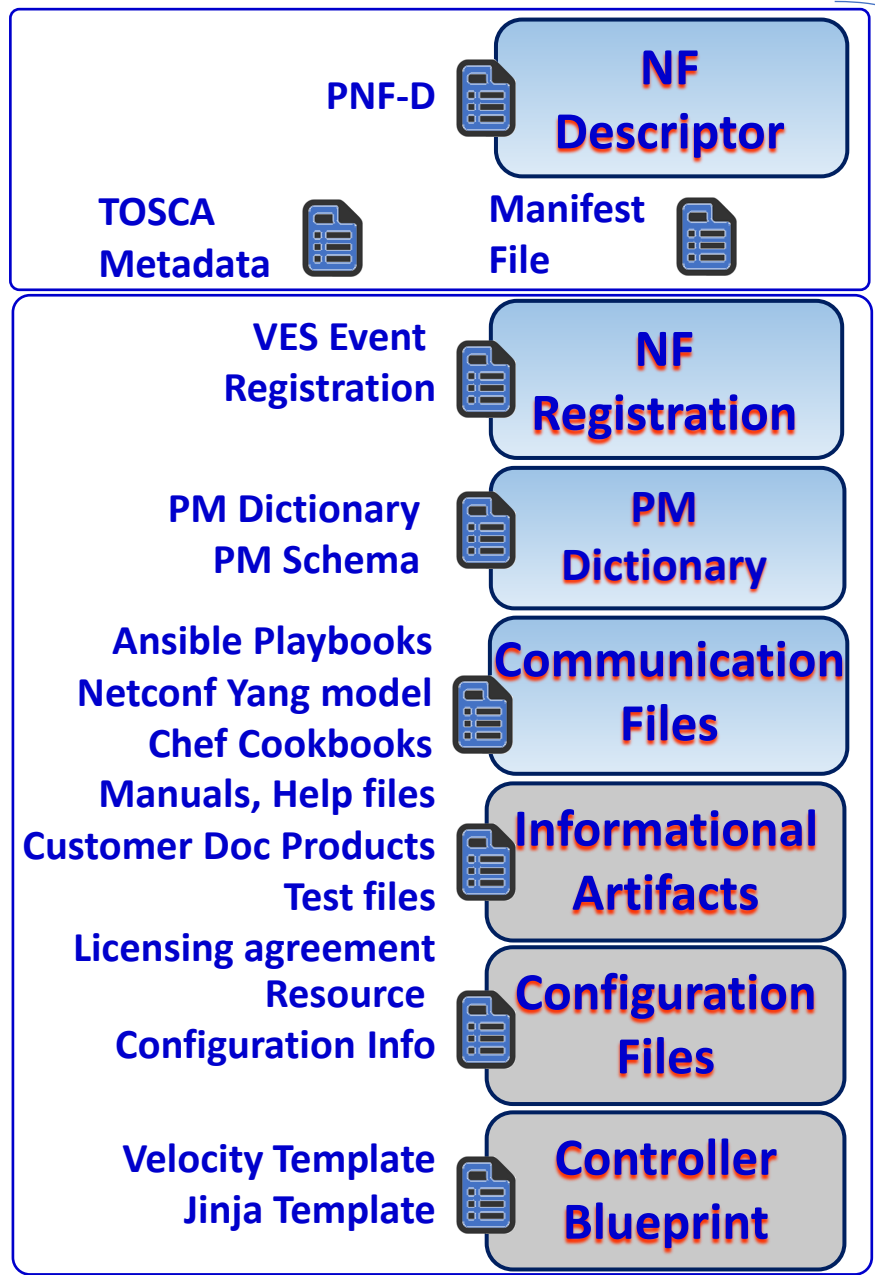 PNF-D
NF
Descriptor
TOSCA
Metadata
Manifest
File
VES Event
Registration
NF
Registration
PM Dictionary
PM Schema
PM
Dictionary
Ansible Playbooks
Netconf Yang model
Chef Cookbooks
Communication
Files
Manuals, Help files
Customer Doc Products
Test files
Licensing agreement
Informational
Artifacts
Resource
Configuration Info
Configuration
Files
Velocity Template
Jinja Template
Controller
Blueprint